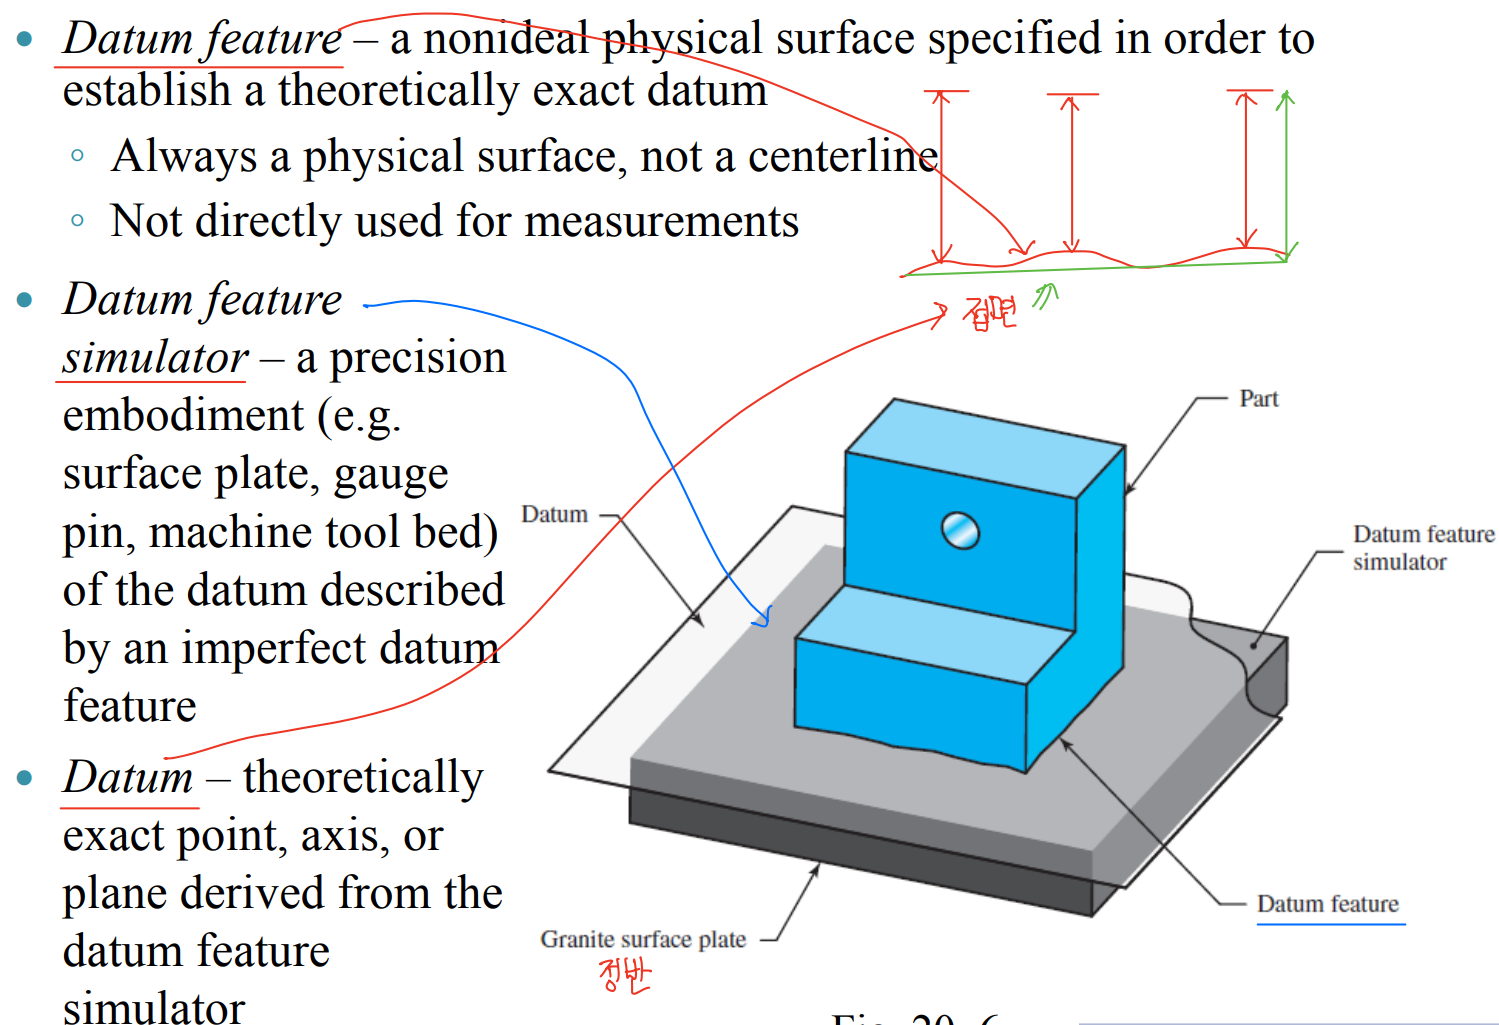 • Datum feature – a nonideal physical surface specified in order to
establish a theoretically exact datum
◦ Always a physical surface, not a centerline
◦ Not directly used for measurements
• Datum feature
simulator – a precision
embodiment (e.g.
surface plate, gauge
pin, machine tool bed)
of the datum described
by an imperfect datum
feature
• Datum – theoretically
exact point, axis, or
plane derived from the
datum feature
simulator
접면
Part
Datum
Datum feature
simulator
Datum feature
Granite surface plate
정반
Fig. 20–6